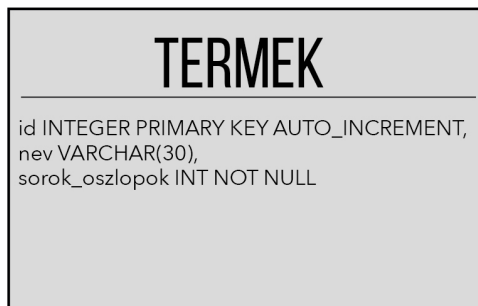 TERMEK
id INTEGER PRIMARY KEY AUTO_INCREMENT,
nev VARCHAR(30),
sorok_oszlopok INT NOT NULL